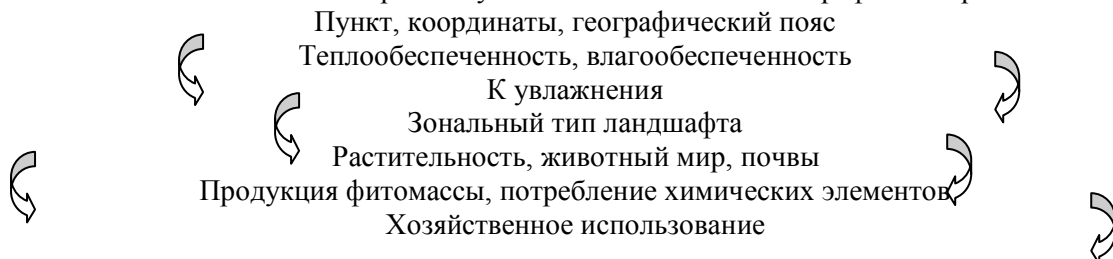 Пункт, координаты, географический пояс
Теплообеспеченность, влагообеспеченность
К увлажнения
Зональный тип ландшафта
Растительность, животный мир, почвы
Продукция фитомассы, потребление химических элементов
Хозяйственное использование